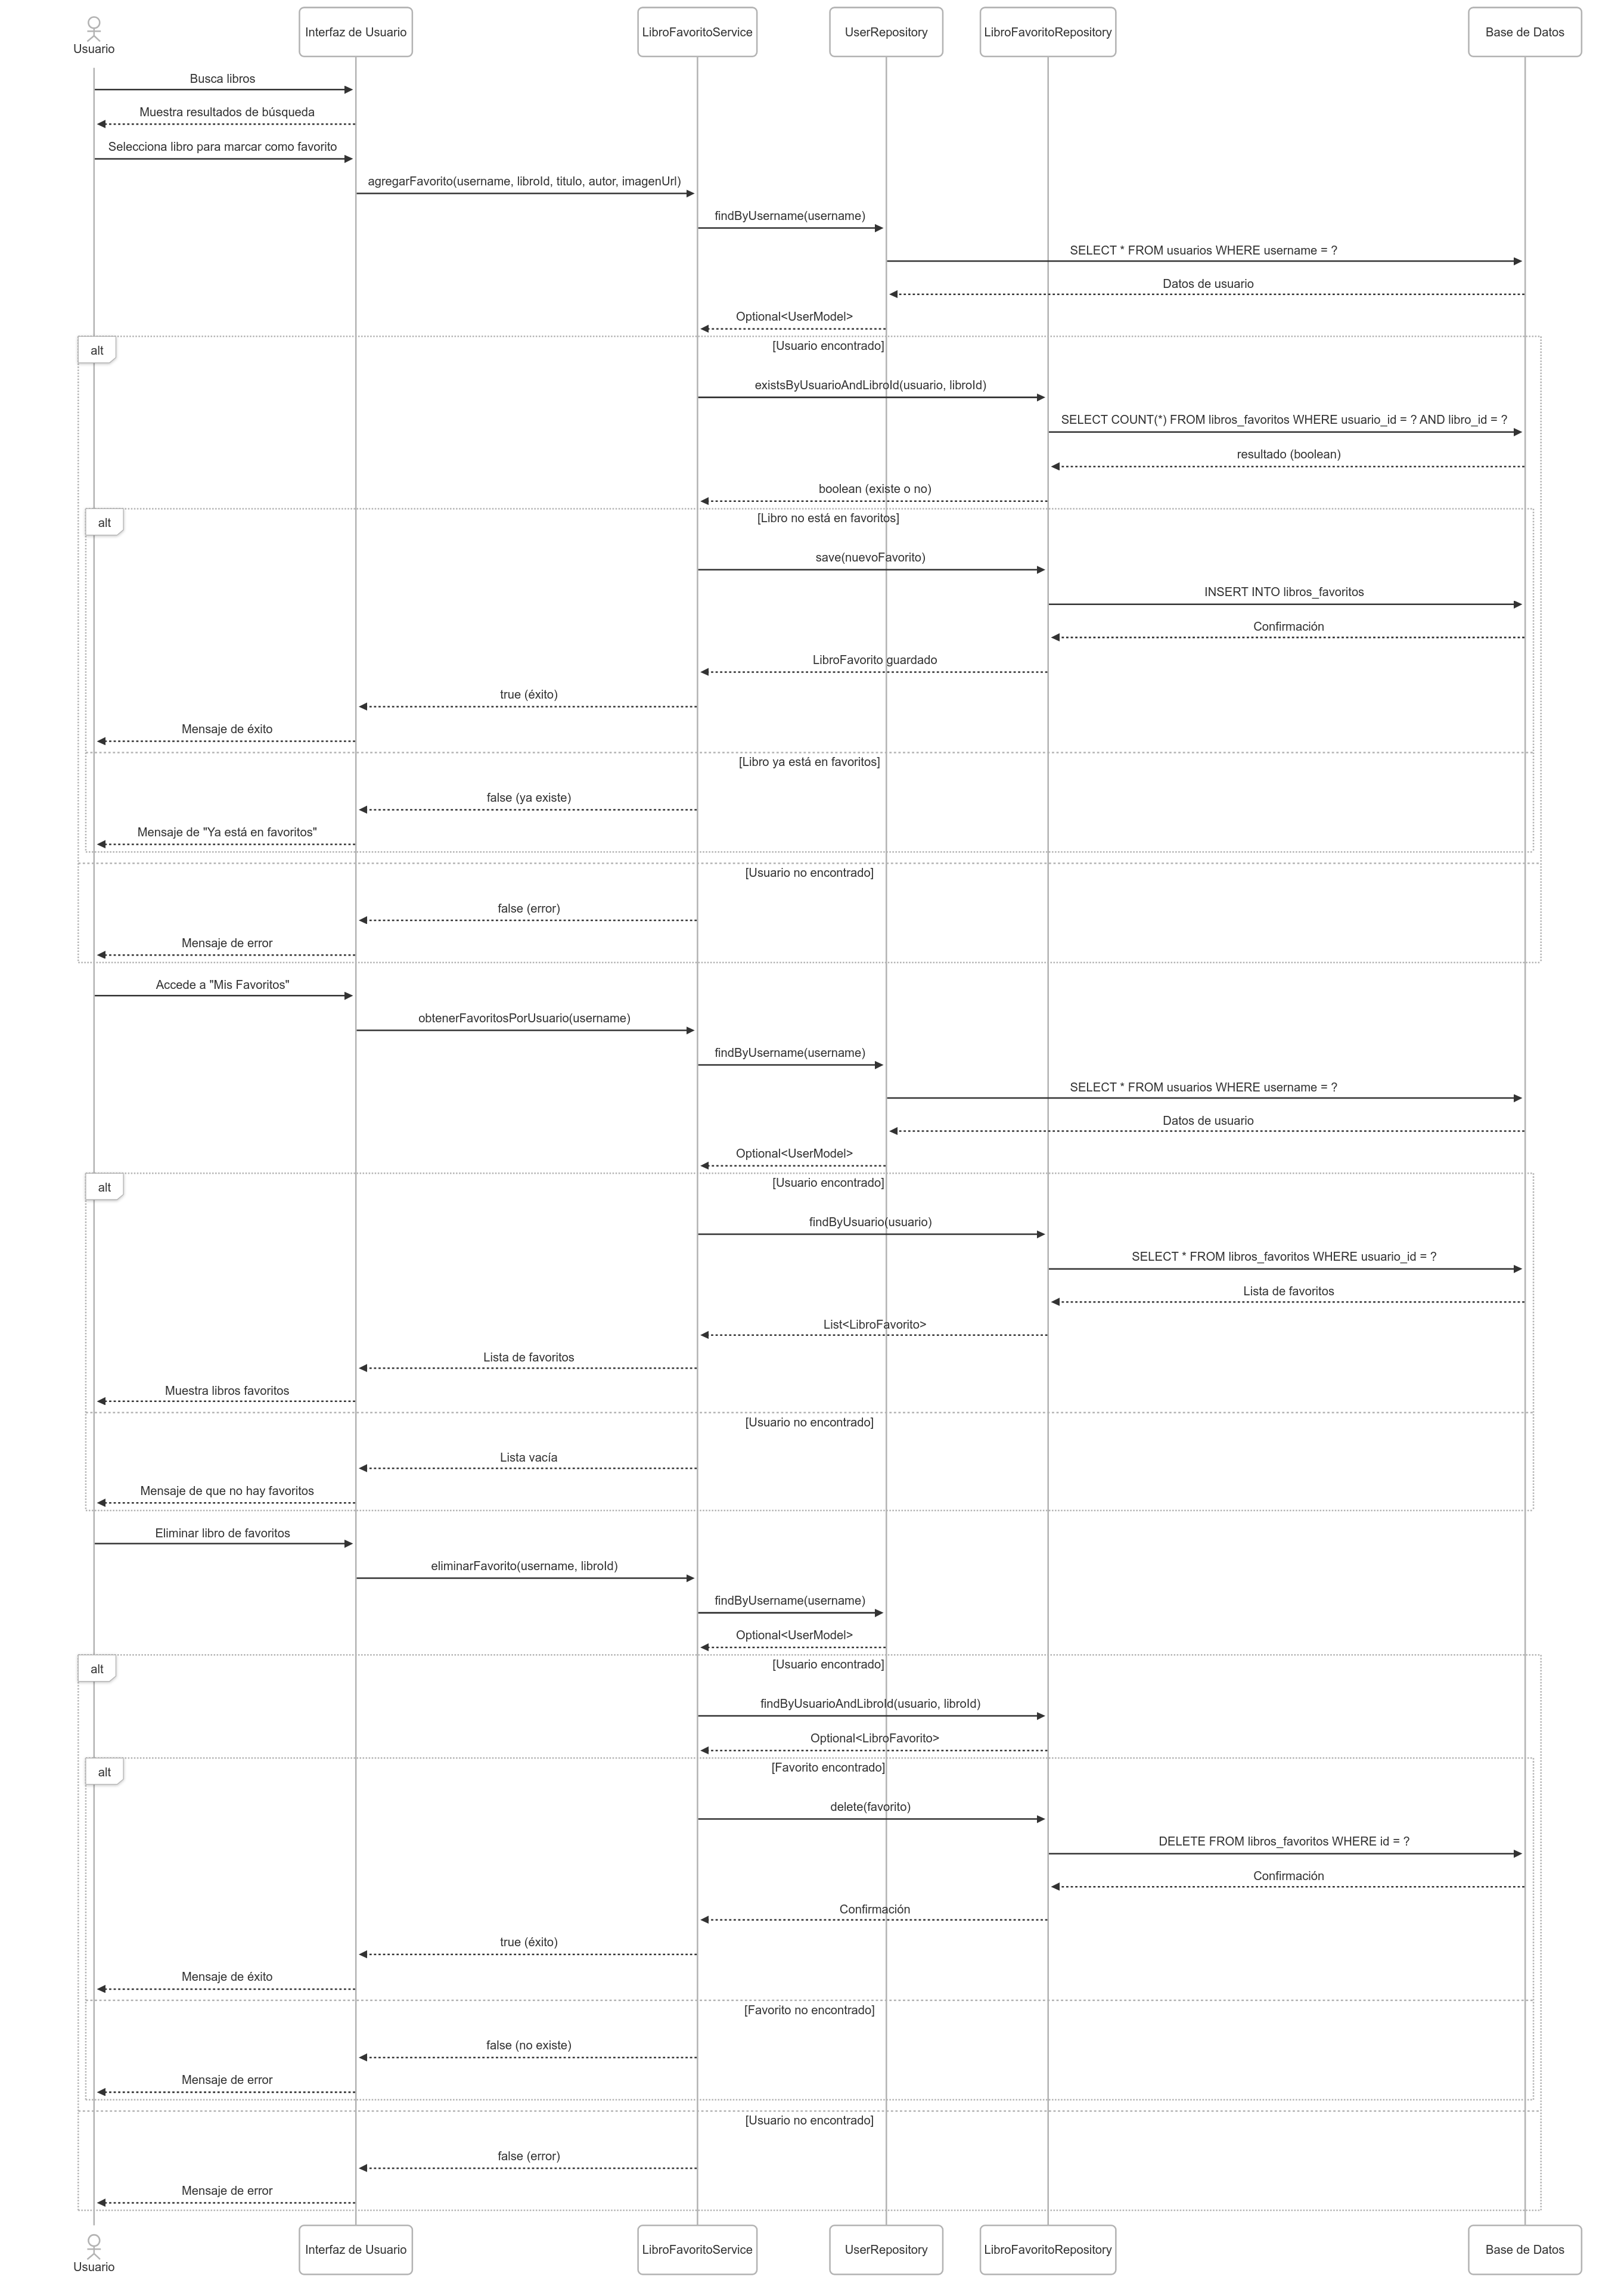 Usuario
Interfaz de Usuario
LibroFavoritoService
UserRepository
LibroFavoritoRepository
Base de Datos
Busca libros
Muestra resultados de búsqueda
Selecciona libro para marcar como favorito
agregarFavorito(username, libroId, titulo, autor, imagenUrl)
findByUsername(username)
SELECT * FROM usuarios WHERE username = ?
Datos de usuario
Optional<UserModel>
alt
[Usuario encontrado]
existsByUsuarioAndLibroId(usuario, libroId)
SELECT COUNT(*) FROM libros_favoritos WHERE usuario_id = ? AND libro_id = ?
resultado (boolean)
boolean (existe o no)
alt
[Libro no está en favoritos]
save(nuevoFavorito)
INSERT INTO libros_favoritos
Confirmación
LibroFavorito guardado
true (éxito)
Mensaje de éxito
[Libro ya está en favoritos]
false (ya existe)
Mensaje de "Ya está en favoritos"
[Usuario no encontrado]
false (error)
Mensaje de error
Accede a "Mis Favoritos"
obtenerFavoritosPorUsuario(username)
findByUsername(username)
SELECT * FROM usuarios WHERE username = ?
Datos de usuario
Optional<UserModel>
alt
[Usuario encontrado]
findByUsuario(usuario)
SELECT * FROM libros_favoritos WHERE usuario_id = ?
Lista de favoritos
List<LibroFavorito>
Lista de favoritos
Muestra libros favoritos
[Usuario no encontrado]
Lista vacía
Mensaje de que no hay favoritos
Eliminar libro de favoritos
eliminarFavorito(username, libroId)
findByUsername(username)
Optional<UserModel>
alt
[Usuario encontrado]
findByUsuarioAndLibroId(usuario, libroId)
Optional<LibroFavorito>
alt
[Favorito encontrado]
delete(favorito)
DELETE FROM libros_favoritos WHERE id = ?
Confirmación
Confirmación
true (éxito)
Mensaje de éxito
[Favorito no encontrado]
false (no existe)
Mensaje de error
[Usuario no encontrado]
false (error)
Mensaje de error
Usuario
Interfaz de Usuario
LibroFavoritoService
UserRepository
LibroFavoritoRepository
Base de Datos